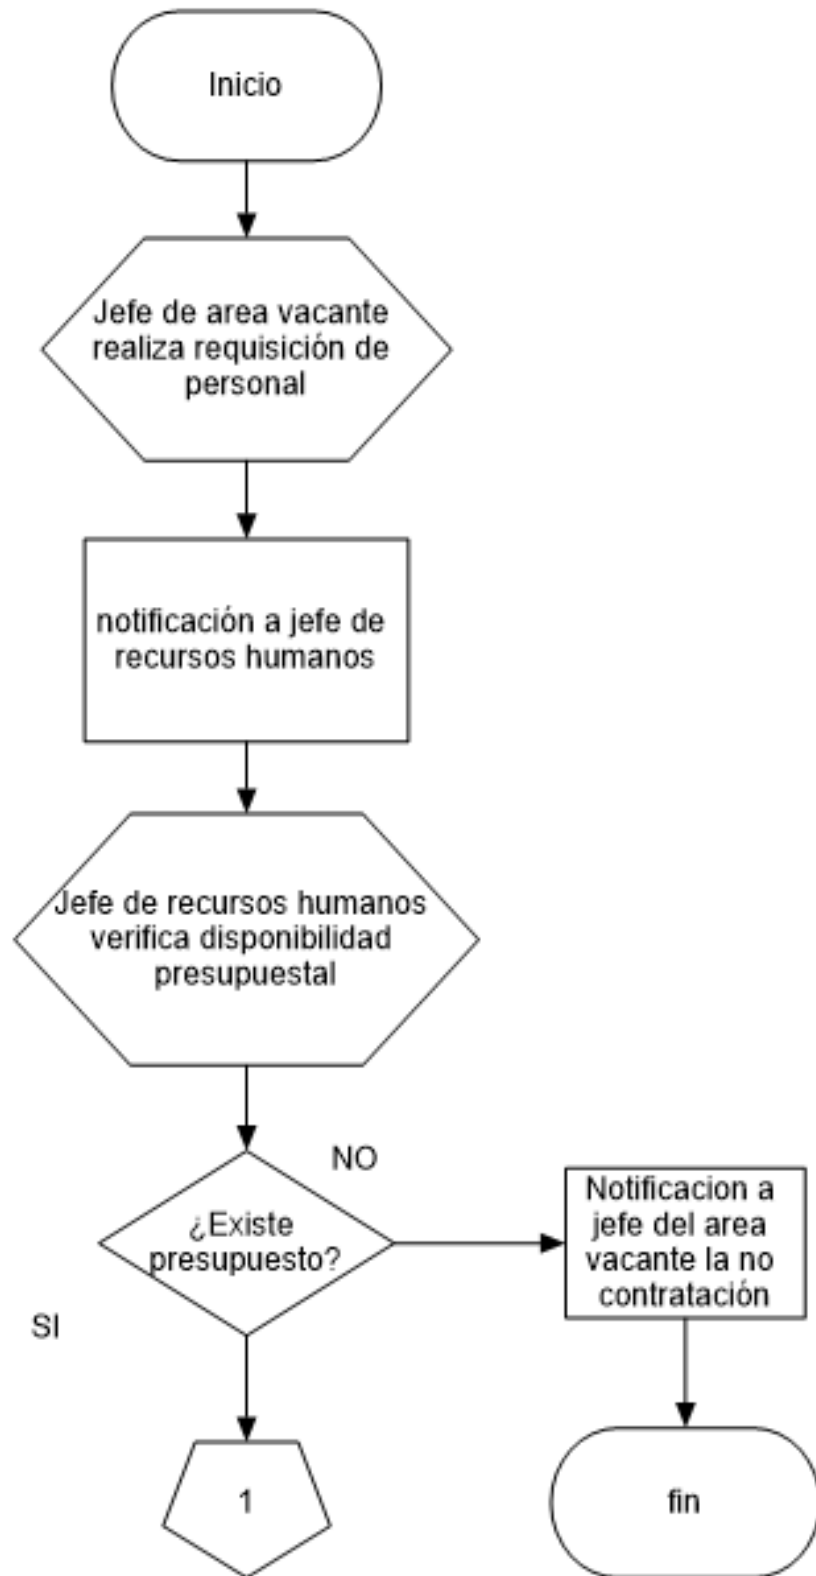 Inicio
Jefe de area vacante
realiza requisición de
personal
notificación a jefe de
recursos humanos
Jefe de recursos humanos
verifica disponibilidad
presupuestal
NO
¿Existe
presupuesto?
Notificacion a
jefe del area
vacante la no
contratación
SI
1
fin